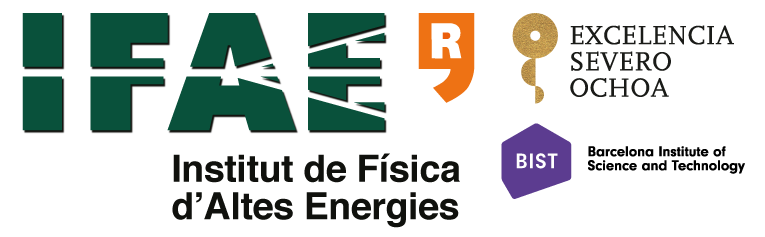 IFAE
R
EXCELENCIA
SEVERO
OCHOA
Institut de Física
d'Altes Energies
BIST
Barcelona Institute of
Science and Technology